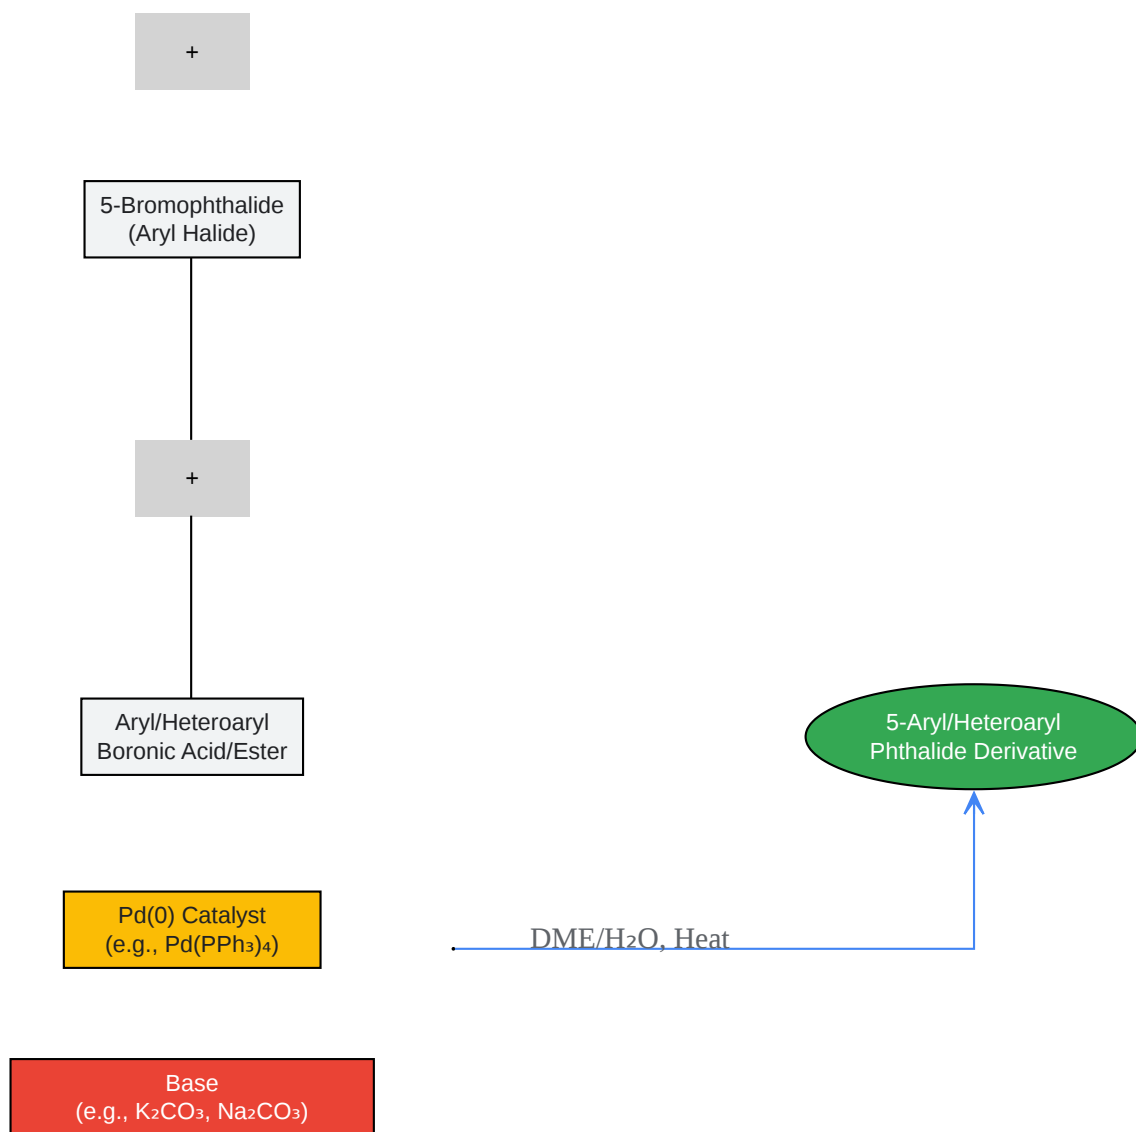 +
5-Bromophthalide
(Aryl Halide)
+
Aryl/Heteroaryl
Boronic Acid/Ester
5-Aryl/Heteroaryl
Phthalide Derivative
Pd(0) Catalyst
(e.g., Pd(PPh₃)₄)
DME/H₂O, Heat
Base
(e.g., K₂CO₃, Na₂CO₃)